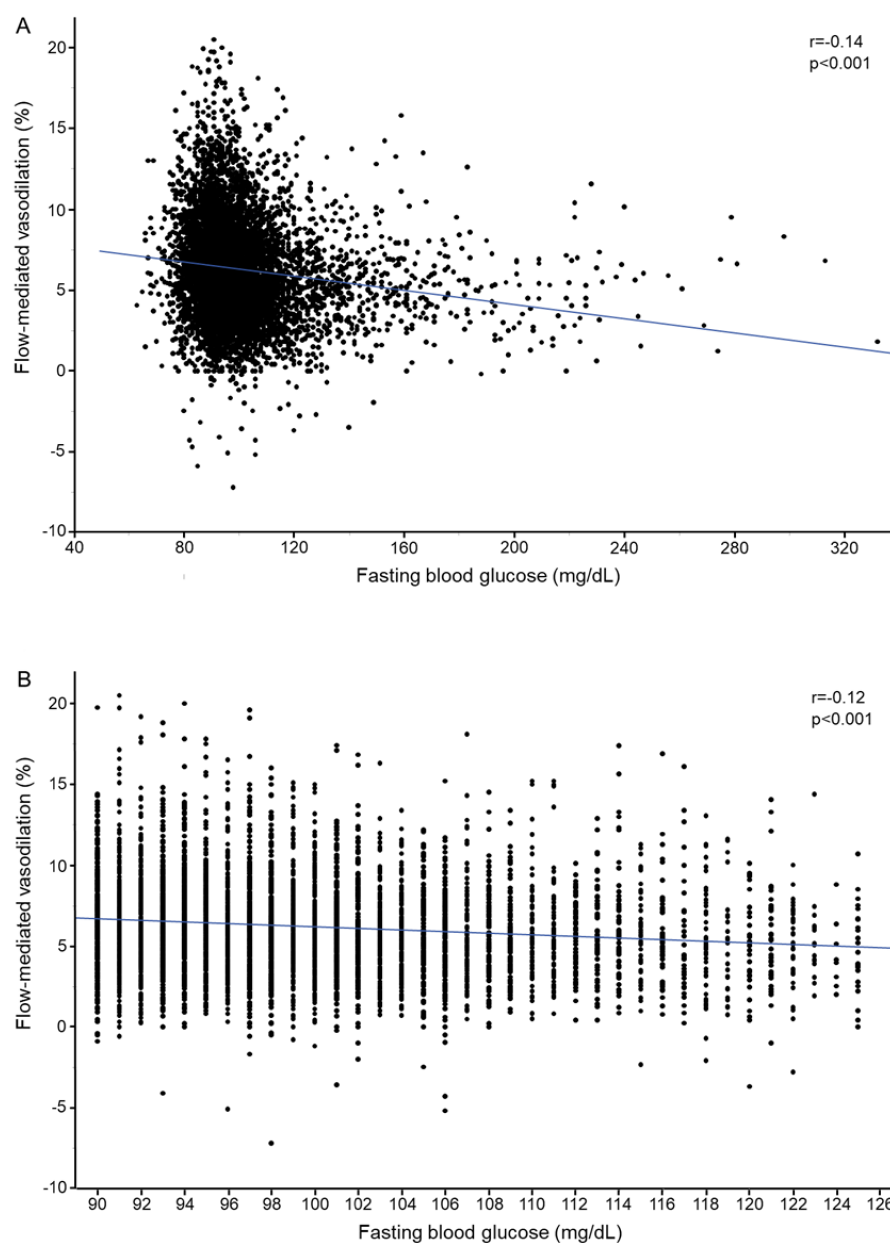 A
r=-0.14
p<0.001
Flow-mediated vasodilation (%)
20
15
10
5
0
-5
-10
40 80 120 160 200 240 280 320
Fasting blood glucose (mg/dL)
B
r=-0.12
p<0.001
Flow-mediated vasodilation (%)
20
15
10
5
0
-5
-10
90 92 94 96 98 100 102 104 106 108 110 112 114 116 118 120 122 124 126
Fasting blood glucose (mg/dL)